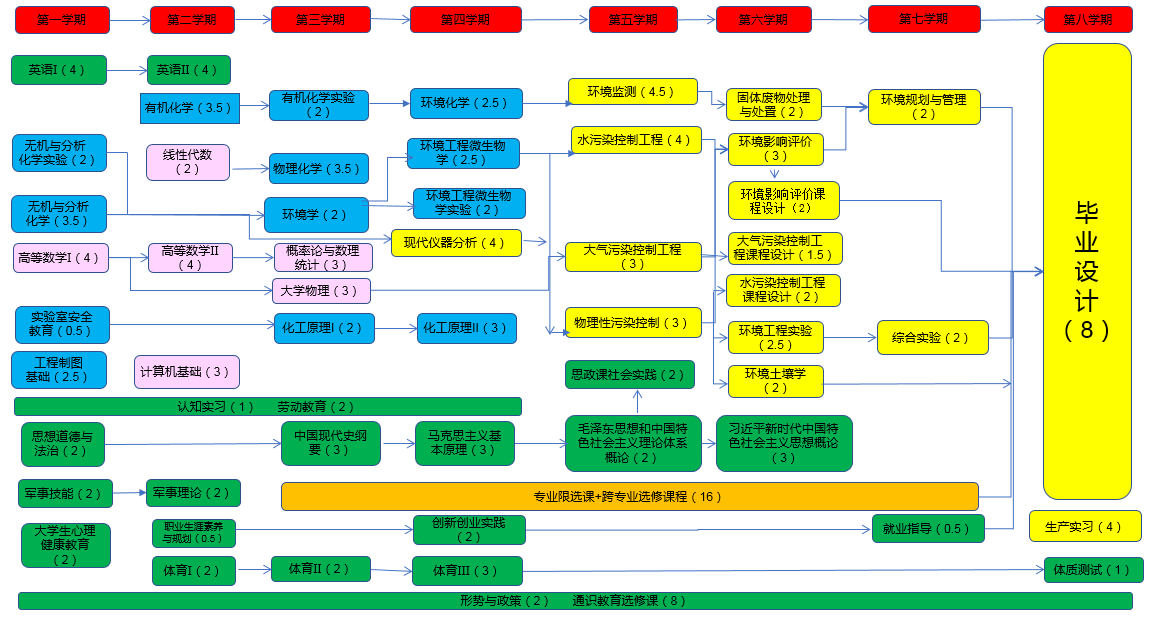 第一学期
第二学期
第三学期
第四学期
第五学期
第六学期
第七学期
第八学期
英语I（4）
英语II（4）
有机化学（3.5）
有机化学实验
（2）
环境化学（2.5）
环境监测（4.5）
固体废物处理
与处置（2）
环境规划与管理
（2）
无机与分析
化学实验（2）
线性代数
（2）
物理化学（3.5）
环境工程微生物
学（2.5）
水污染控制工程（4）
环境影响评价
（3）
无机与分析
化学（3.5）
环境学（2）
环境工程微生物
学实验（2）
环境影响评价课
程设计（2）
现代仪器分析（4）
高等数学I（4）
高等数学II
（4）
概率论与数理
统计（3）
大气污染控制工程
（3）
大气污染控制工
程课程设计（1.5）
大学物理（3）
水污染控制工程
课程设计（2）
实验室安全
教育（0.5）
化工原理I（2）
化工原理II（3）
物理性污染控制（3）
环境工程实验
（2.5）
综合实验（2）
工程制图
基础（2.5）
计算机基础（3）
思政课社会实践（2）
环境土壤学
（2）
毕
业
设
计
（8）
认知实习（1） 劳动教育（2）
思想道德与
法治（2）
中国现代史纲
要（3）
马克思主义基
本原理（3）
毛泽东思想和中国特
色社会主义理论体系
概论（2）
习近平新时代中国特
色社会主义思想概论
（3）
军事技能（2）
军事理论（2）
专业限选课+跨专业选修课程（16）
大学生心理
健康教育
（2）
职业生涯素养
与规划（0.5）
创新创业实践
（2）
就业指导（0.5）
生产实习（4）
体育I（2）
体育II（2）
体育III（3）
体质测试（1）
形势与政策（2） 通识教育选修课（8）